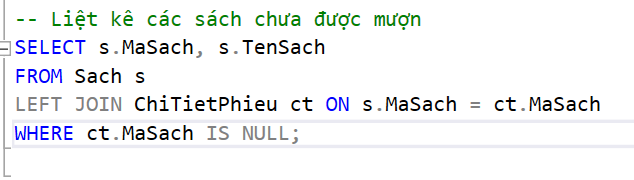 -- Liệt kê các sách chưa được mượn
SELECT s.MaSach, s.TenSach
FROM Sach s
LEFT JOIN ChiTietPhieu ct ON s.MaSach = ct.MaSach
WHERE ct.MaSach IS NULL;